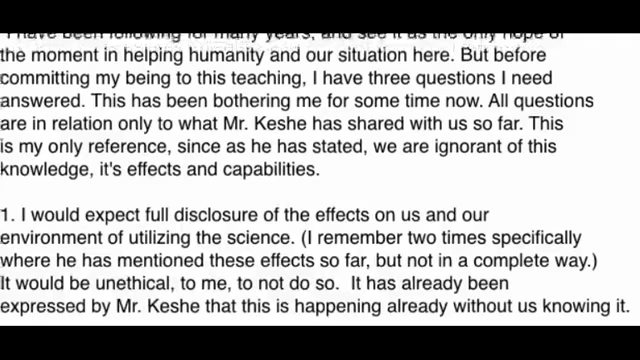 I have been following for many years, and see it as the only hope of
the moment in helping humanity and our situation here. But before
committing my being to this teaching, I have three questions I need
answered. This has been bothering me for some time now. All questions
are in relation only to what Mr. Keshe has shared with us so far. This
is my only reference, since as he has stated, we are ignorant of this
knowledge, it's effects and capabilities.
1. I would expect full disclosure of the effects on us and our
environment of utilizing the science. (I remember two times specifically
where he has mentioned these effects so far, but not in a complete way.)
It would be unethical, to me, to not do so.  It has already been
expressed by Mr. Keshe that this is happening already without us knowing it.